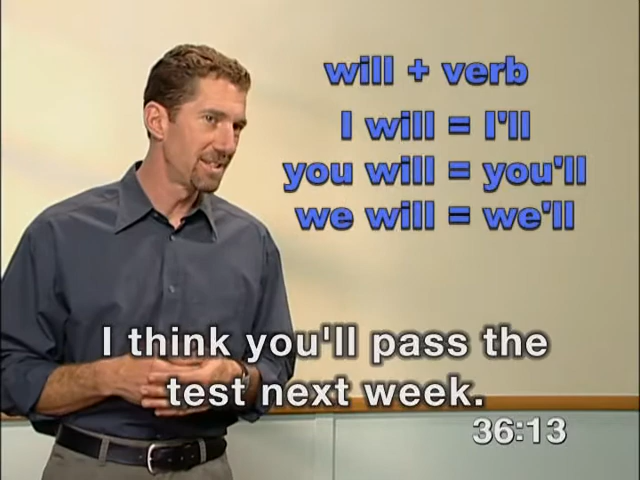 will + verb
I will = I'll
you will = you'll
we will = we'll
I think you'll pass the
test next week.
36:13